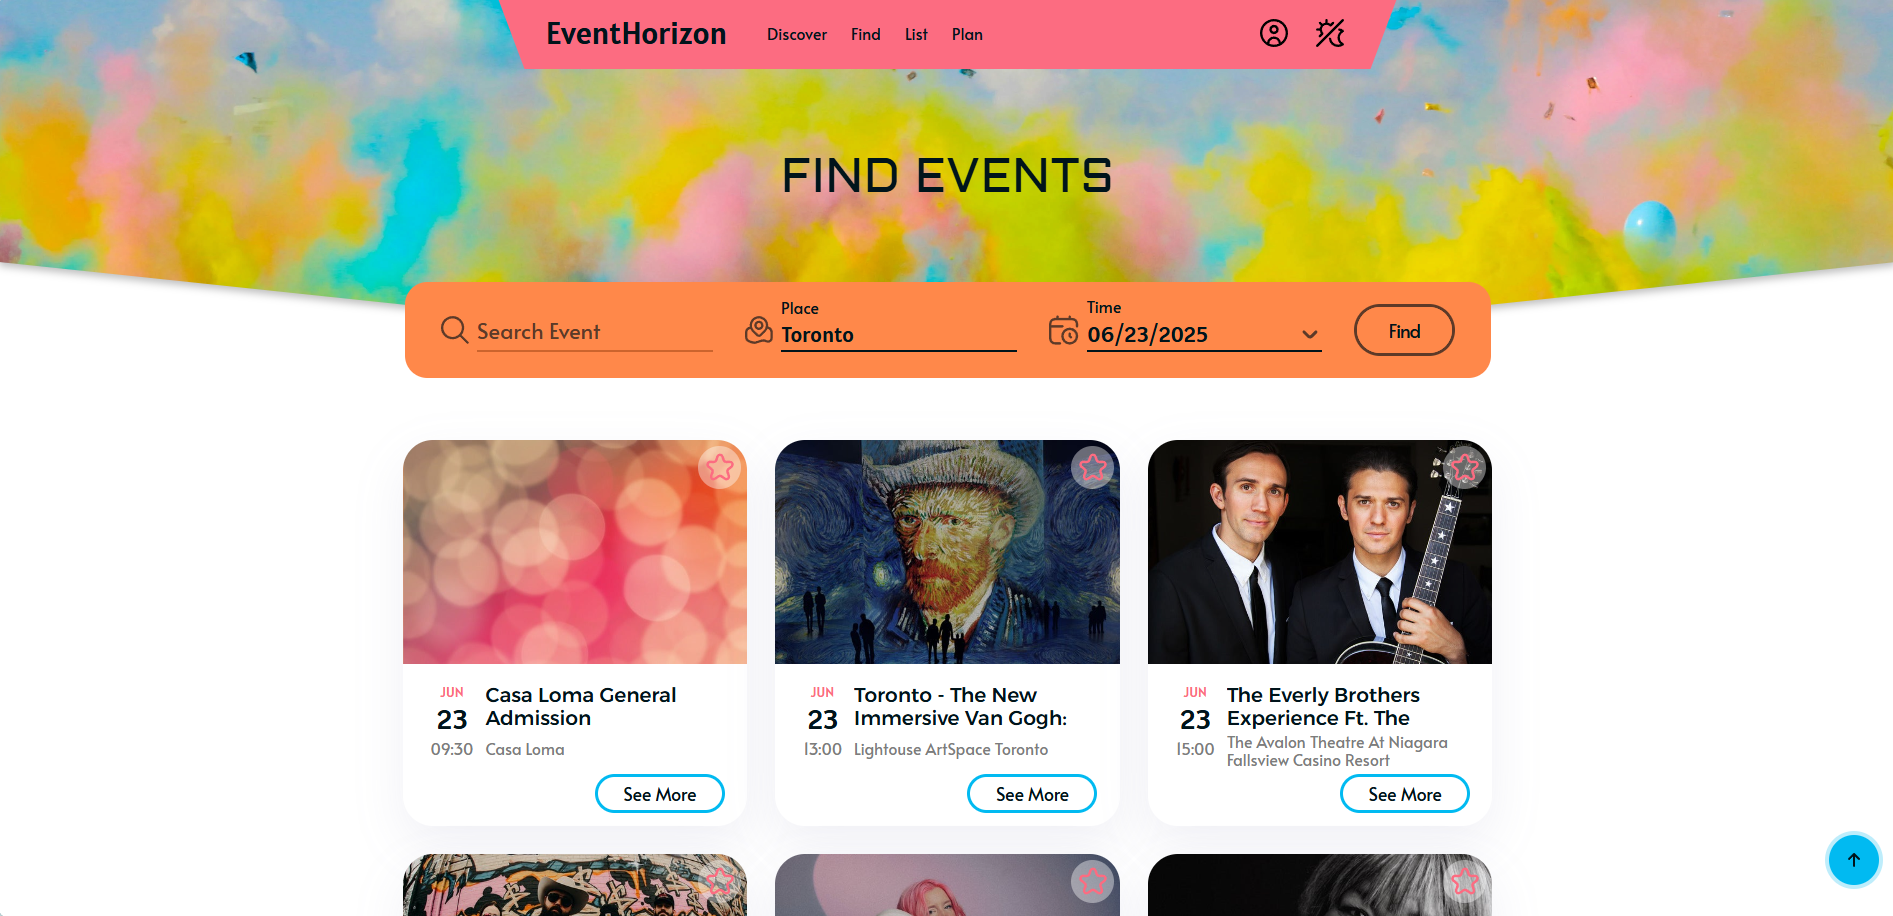 EventHorizon
Discover
Find
List
Plan
FIND EVENTS
Search Event
Place
Toronto
Time
06/23/2025
Find
JUN
23
09:30
Casa Loma General
Admission
Casa Loma
See More
JUN
23
13:00
Toronto - The New
Immersive Van Gogh:
Lightouse ArtSpace Toronto
See More
JUN
23
15:00
The Everly Brothers
Experience Ft. The
The Avalon Theatre At Niagara
Fallsview Casino Resort
See More